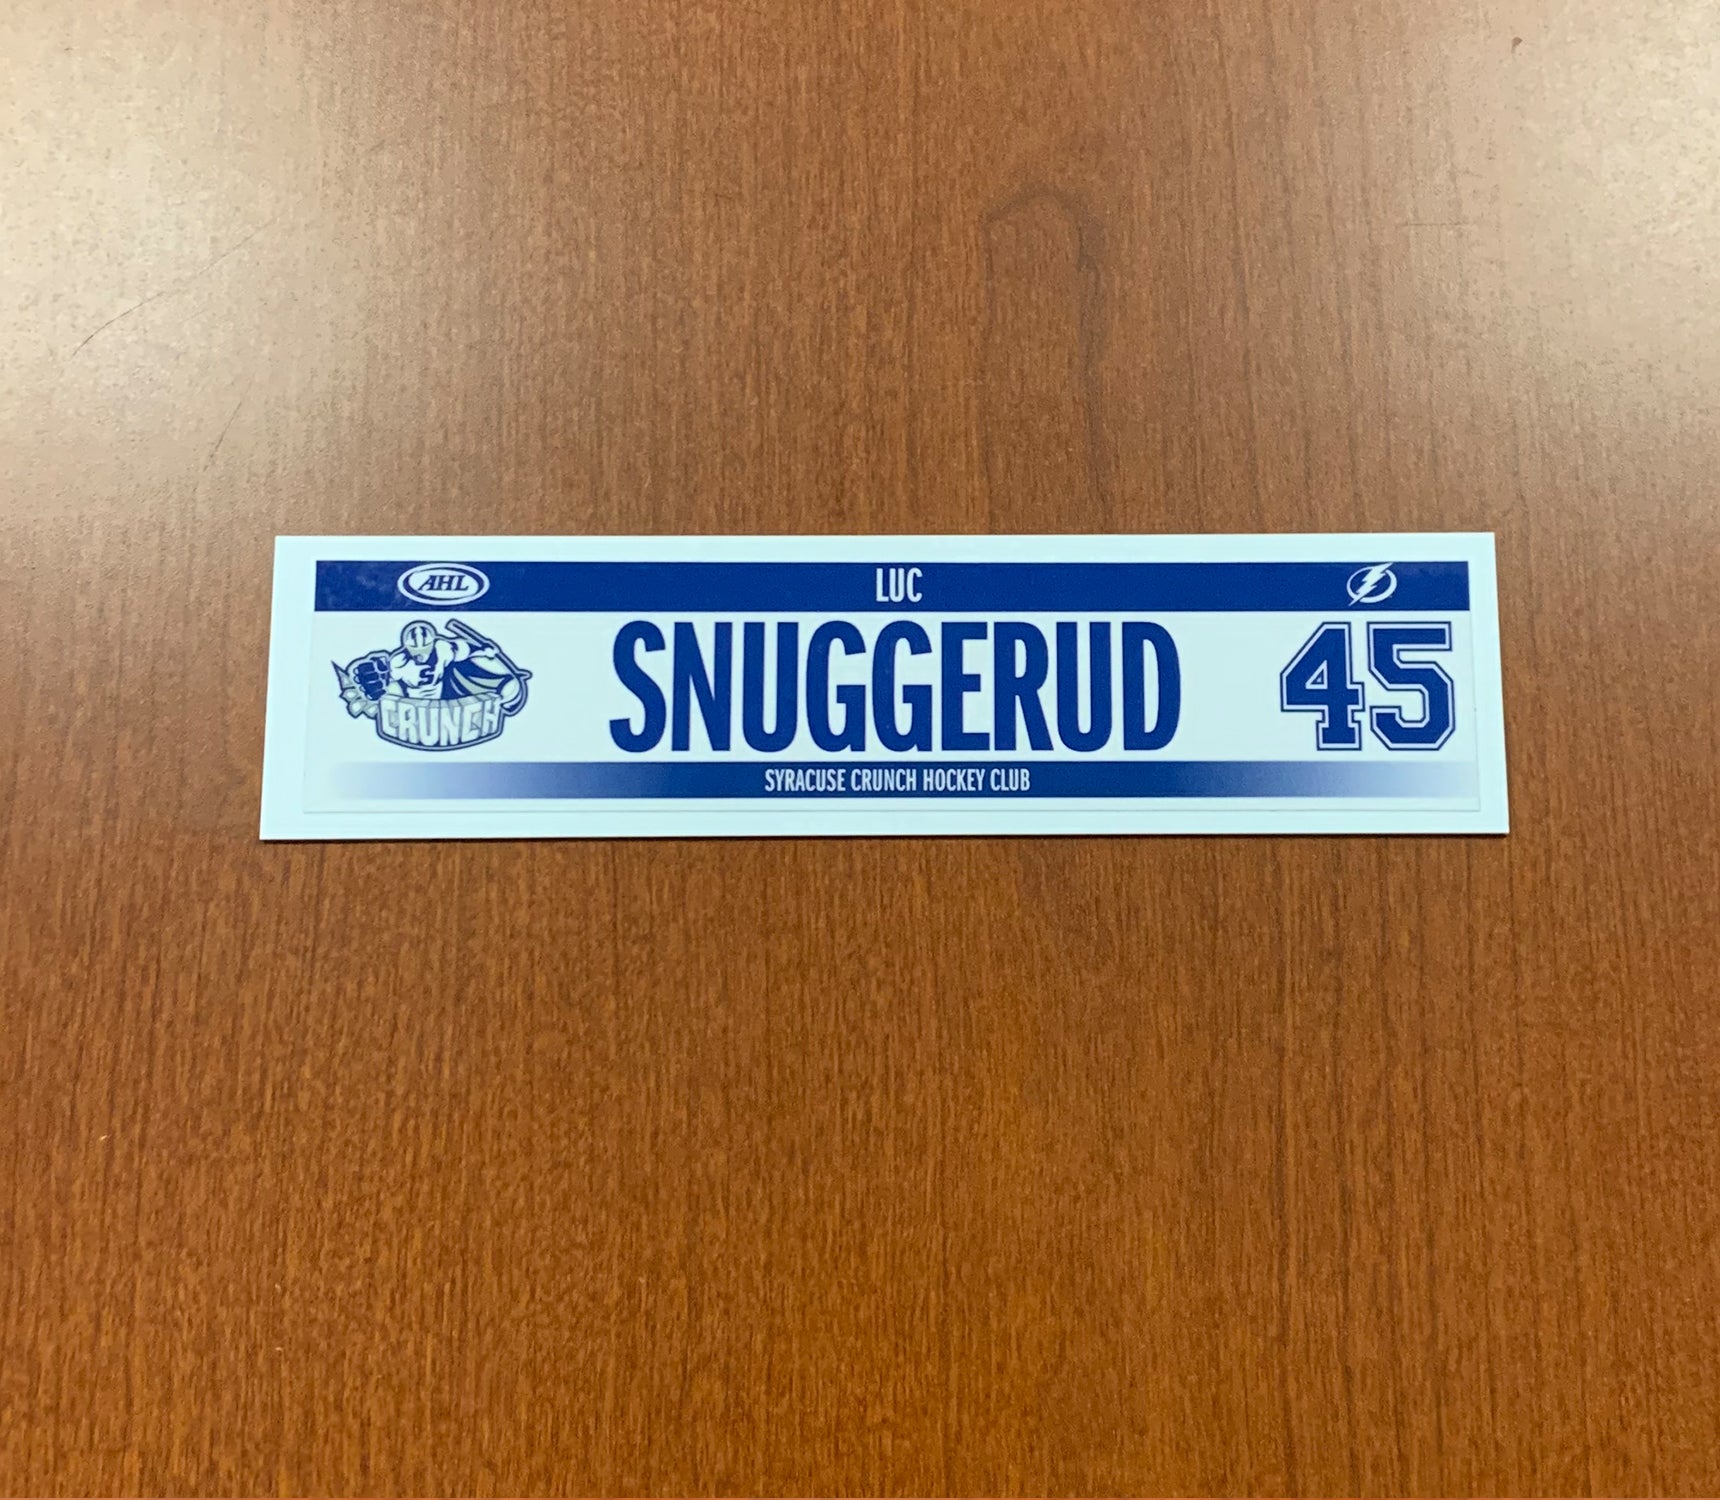 AHL
LUC
CRUNCH
SNUGGERUD
45
SYRACUSE CRUNCH HOCKEY CLUB